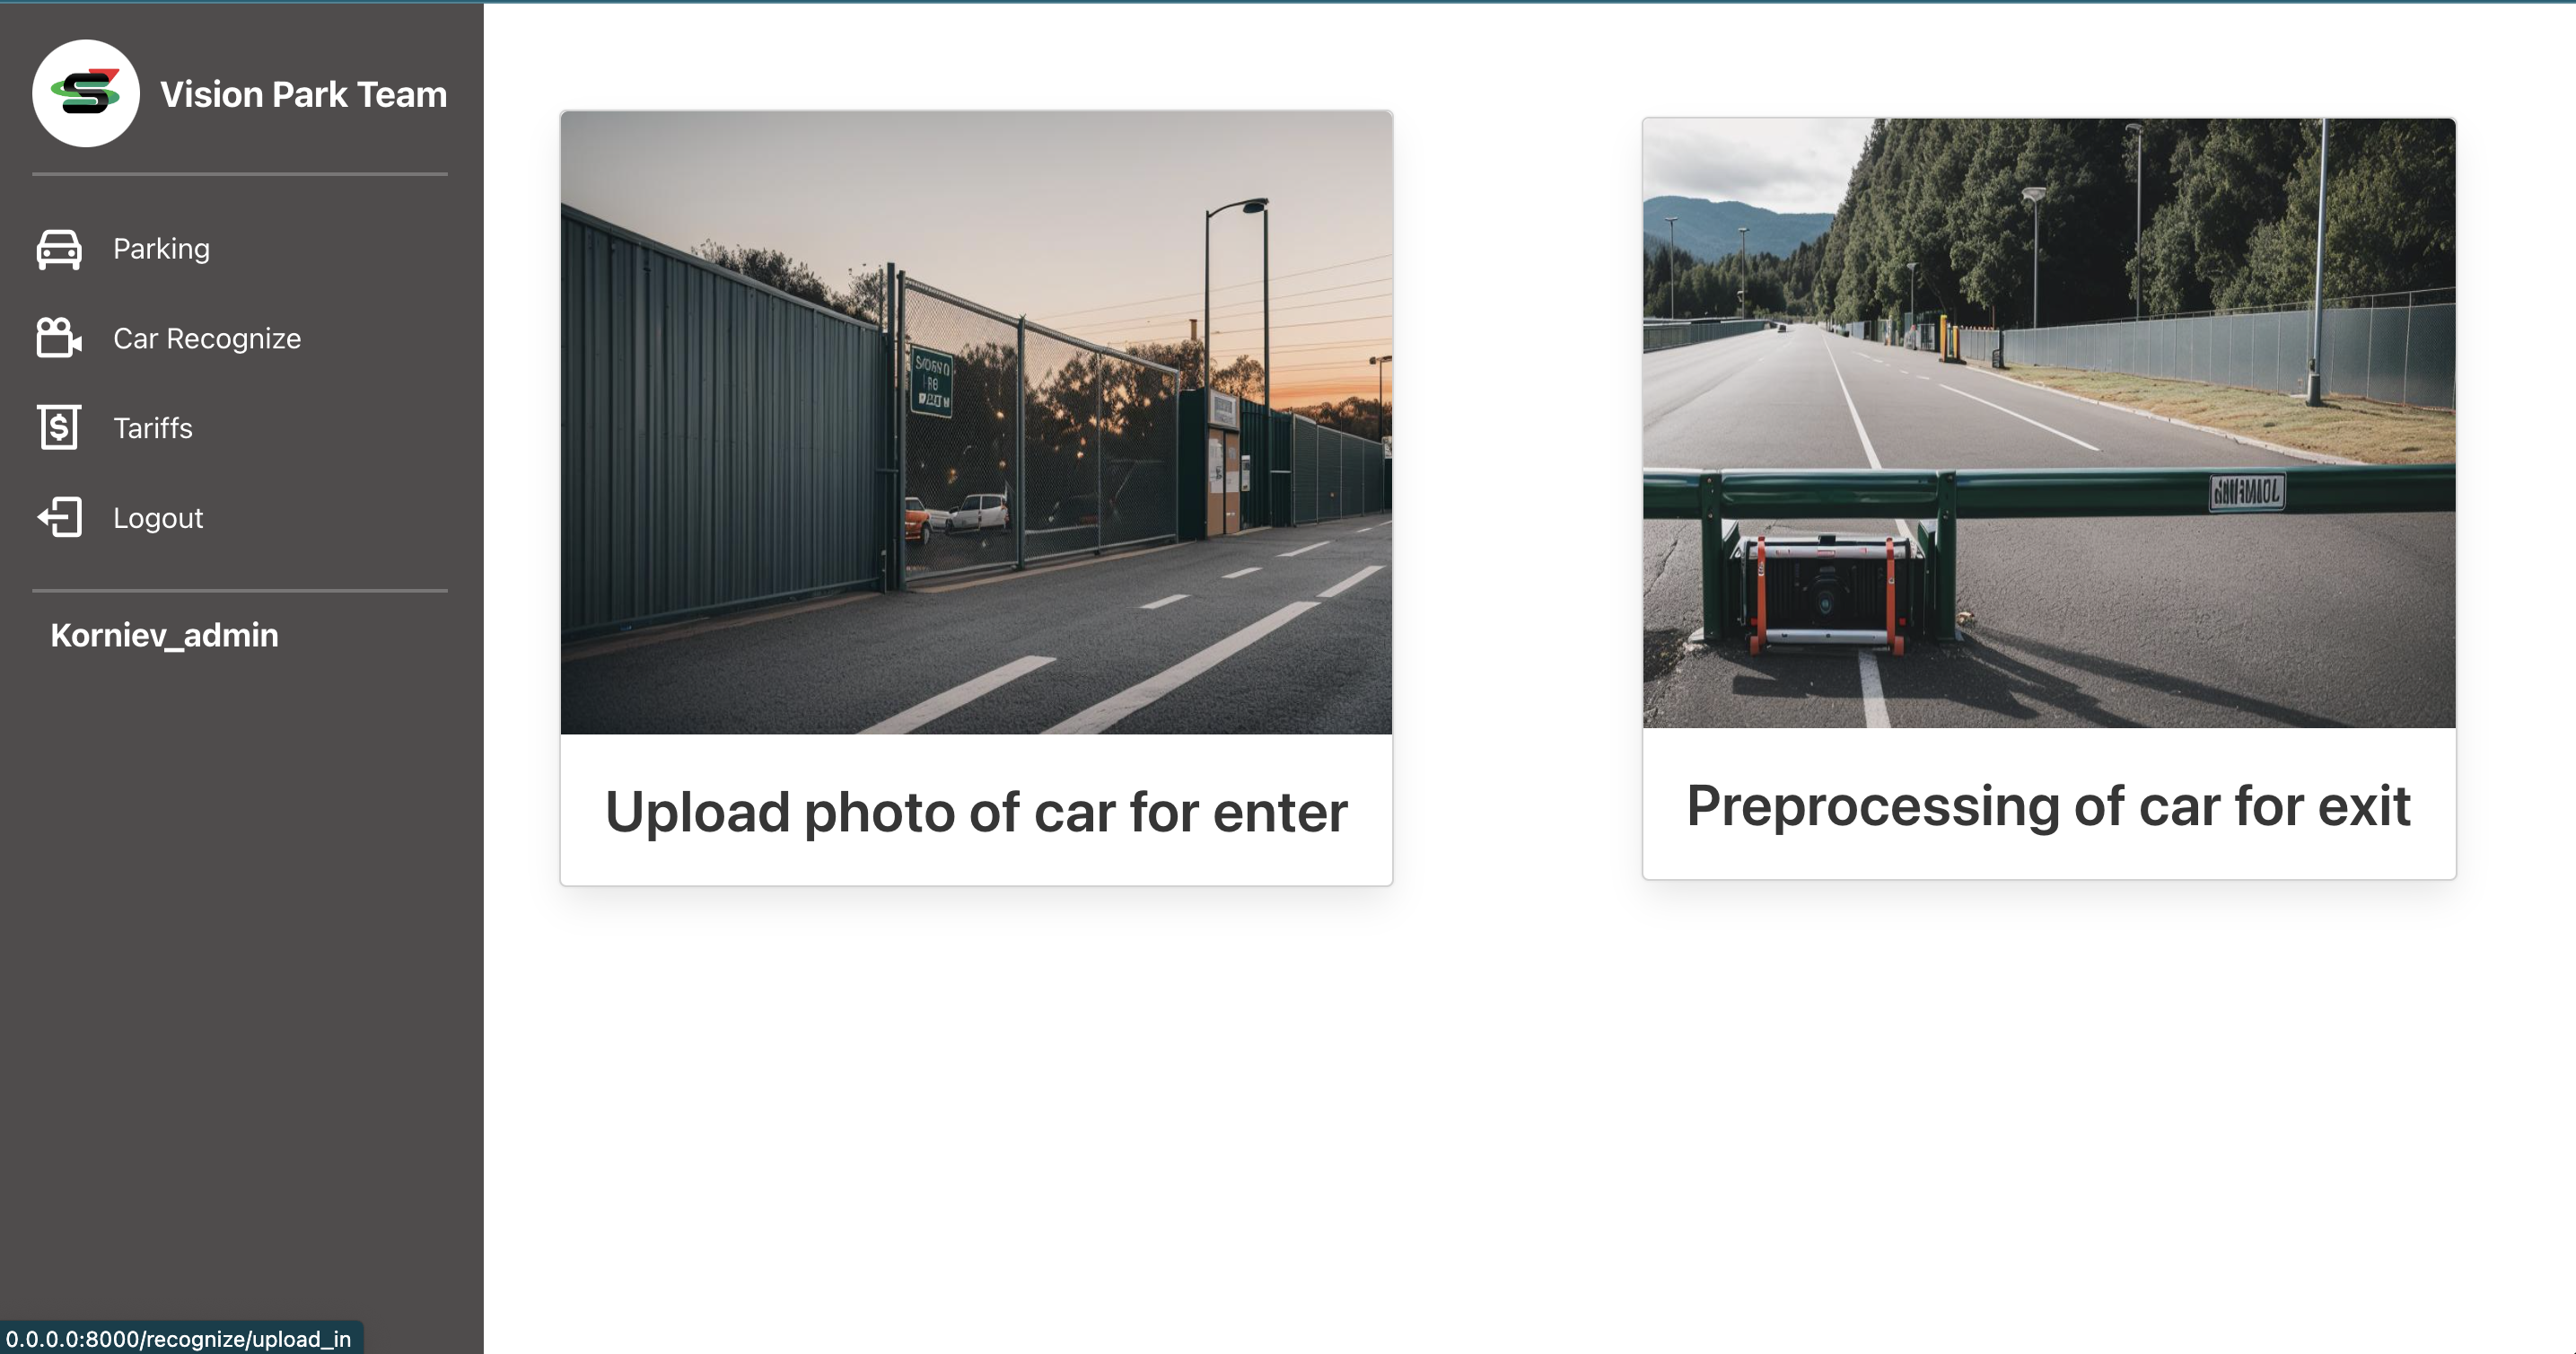 Vision Park Team
Parking
Car Recognize
Tariffs
Logout
Korniev_admin
Upload photo of car for enter
Preprocessing of car for exit
0.0.0.0:8000/recognize/upload_in